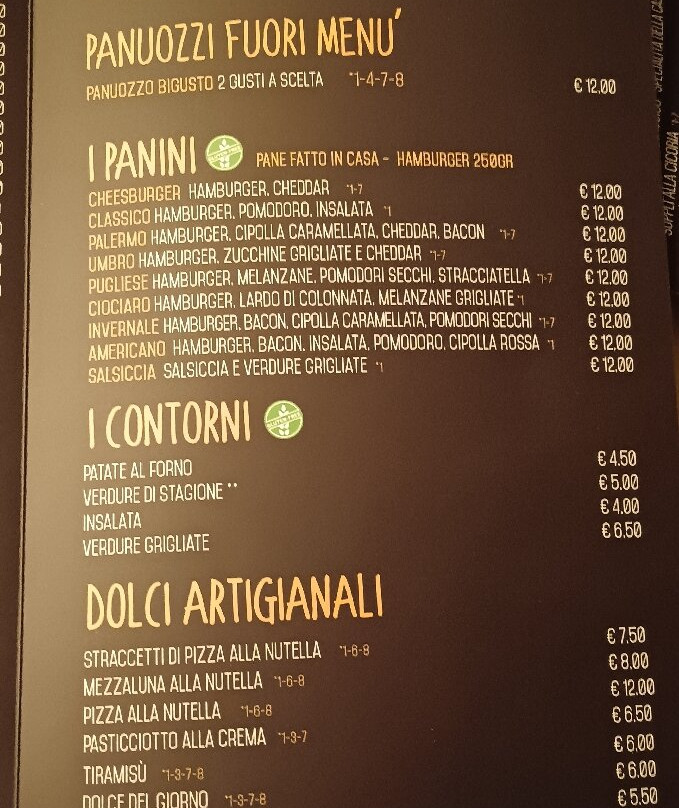 PANUOZZI FUORI MENU'
PANUOZZO BIGUSTO 2 GUSTI A SCELTA *1-4-7-8 € 12.00
I PANINI GLUTEN FREE PANE FATTO IN CASA - HAMBURGER 250GR
CHEESBURGER HAMBURGER, CHEDDAR *1-7 € 12.00
CLASSICO HAMBURGER, POMODORO, INSALATA *1 € 12.00
PALERMO HAMBURGER, CIPOLLA CARAMELLATA, CHEDDAR, BACON *1-7 € 12.00
UMBRO HAMBURGER, ZUCCHINE GRIGLIATE E CHEDDAR *1-7 € 12.00
PUGLIESE HAMBURGER, MELANZANE, POMODORI SECCHI, STRACCIATELLA *1-7 € 12.00
CIOCIARO HAMBURGER, LARDO DI COLONNATA, MELANZANE GRIGLIATE *1 € 12.00
INVERNALE HAMBURGER, BACON, CIPOLLA CARAMELLATA, POMODORI SECCHI *1-7 € 12.00
AMERICANO HAMBURGER, BACON, INSALATA, POMODORO, CIPOLLA ROSSA *1 € 12.00
SALSICCIA SALSICCIA E VERDURE GRIGLIATE *1 € 12.00
I CONTORNI GLUTEN FREE
PATATE AL FORNO € 4.50
VERDURE DI STAGIONE ** € 5.00
INSALATA € 4.00
VERDURE GRIGLIATE € 6.50
DOLCI ARTIGIANALI
STRACCETTI DI PIZZA ALLA NUTELLA *1-6-8 € 7.50
MEZZALUNA ALLA NUTELLA *1-6-8 € 8.00
PIZZA ALLA NUTELLA *1-6-8 € 12.00
PASTICCIOTTO ALLA CREMA *1-3-7 € 6.50
TIRAMISÙ *1-3-7-8 € 6.00
DOLCE DEL GIORNO *1-3-7-8 € 6.00
€ 5.50
SUPPLÌ ALLA CICORIA
SPECIALITÀ DELLA